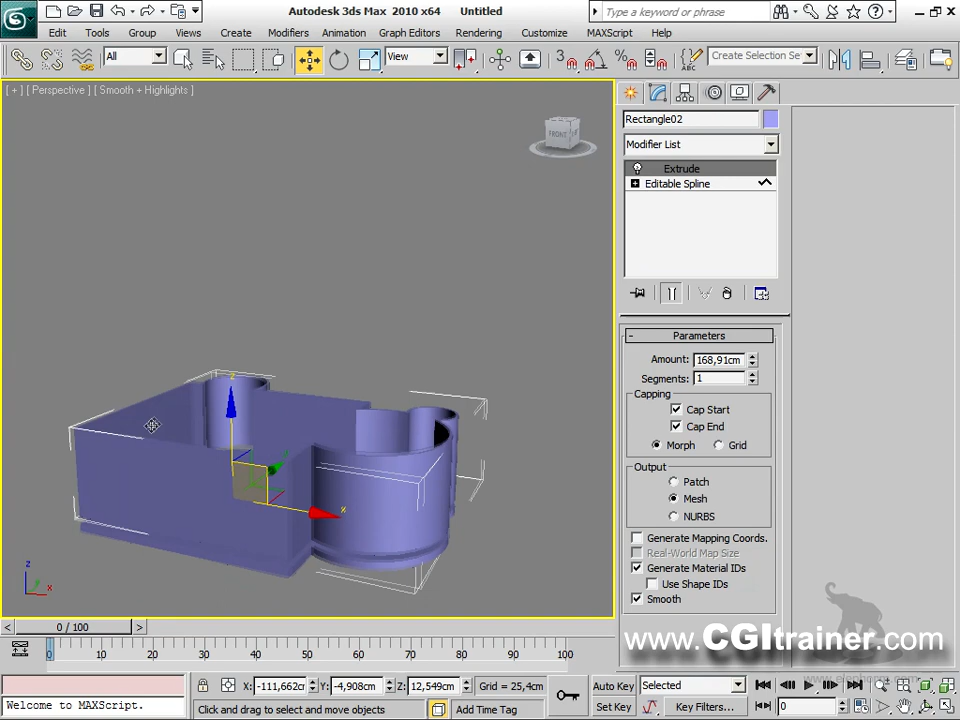 Autodesk 3ds Max 2010 x64 Untitled
Type a keyword or phrase
Edit Tools Group Views Create Modifiers Animation Graph Editors Rendering Customize MAXScript Help
All View 3 Create Selection Se
[ + ] [ Perspective ] [ Smooth + Highlights ]
FRONT
Rectangle02
Modifier List
Extrude
Editable Spline
- Parameters
Amount: 168,91cm
Segments: 1
Capping
Cap Start
Cap End
Morph Grid
Output
Patch
Mesh
NURBS
Generate Mapping Coords.
Real-World Map Size
Generate Material IDs
Use Shape IDs
Smooth
z
x
z
x
www.CGItrainer.com
< 0 / 100 >
0 10 20 30 40 50 60 70 80 90 100
X: -111,662cm Y: -4,908cm Z: 12,549cm Grid = 25,4cm Auto Key Selected
Welcome to MAXScript. Click and drag to select and move objects Add Time Tag Set Key Key Filters... 0